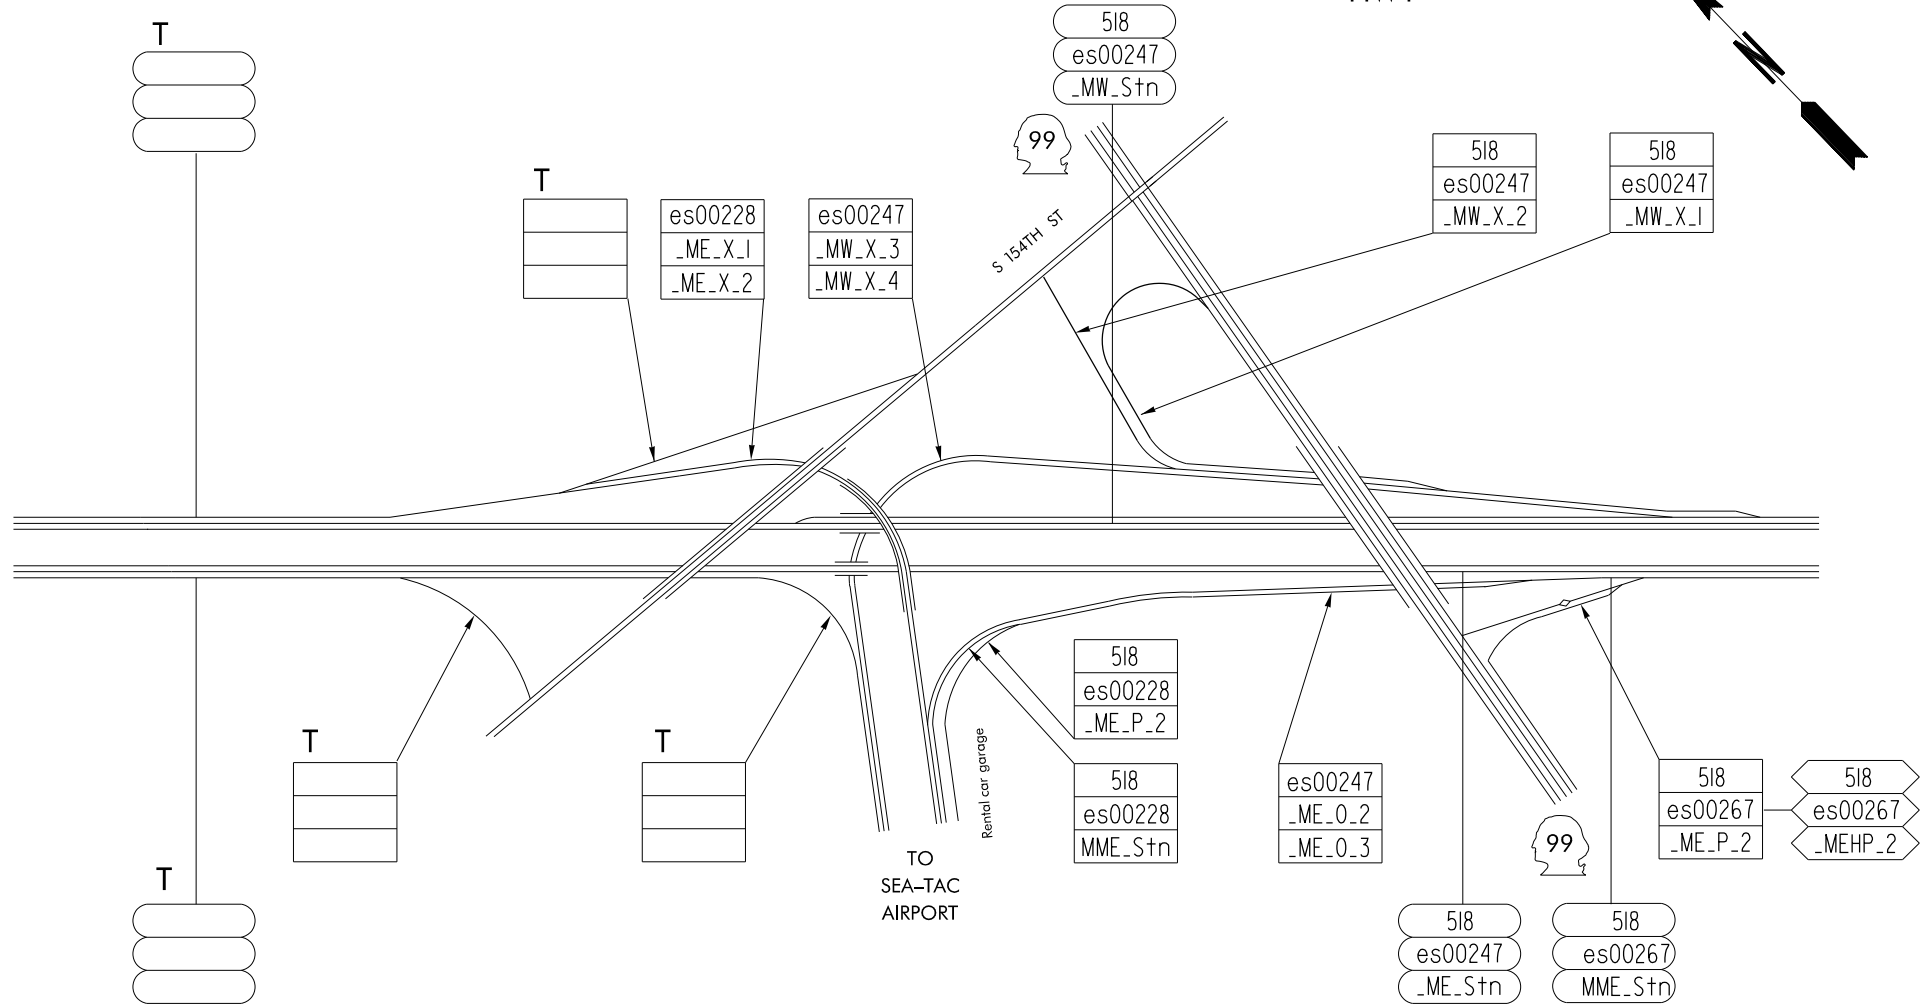 T
518
es00247
_MW_Stn
99
T
es00228
_ME_X_1
_ME_X_2
es00247
_MW_X_3
_MW_X_4
S 154TH ST
518
es00247
_MW_X_2
518
es00247
_MW_X_1
N
T
T
518
es00228
_ME_P_2
518
es00228
MME_Stn
Rental car garage
es00247
_ME_O_2
_ME_O_3
99
518
es00267
_ME_P_2
518
es00267
_MEHP_2
TO
SEA-TAC
AIRPORT
T
518
es00247
_ME_Stn
518
es00267
MME_Stn